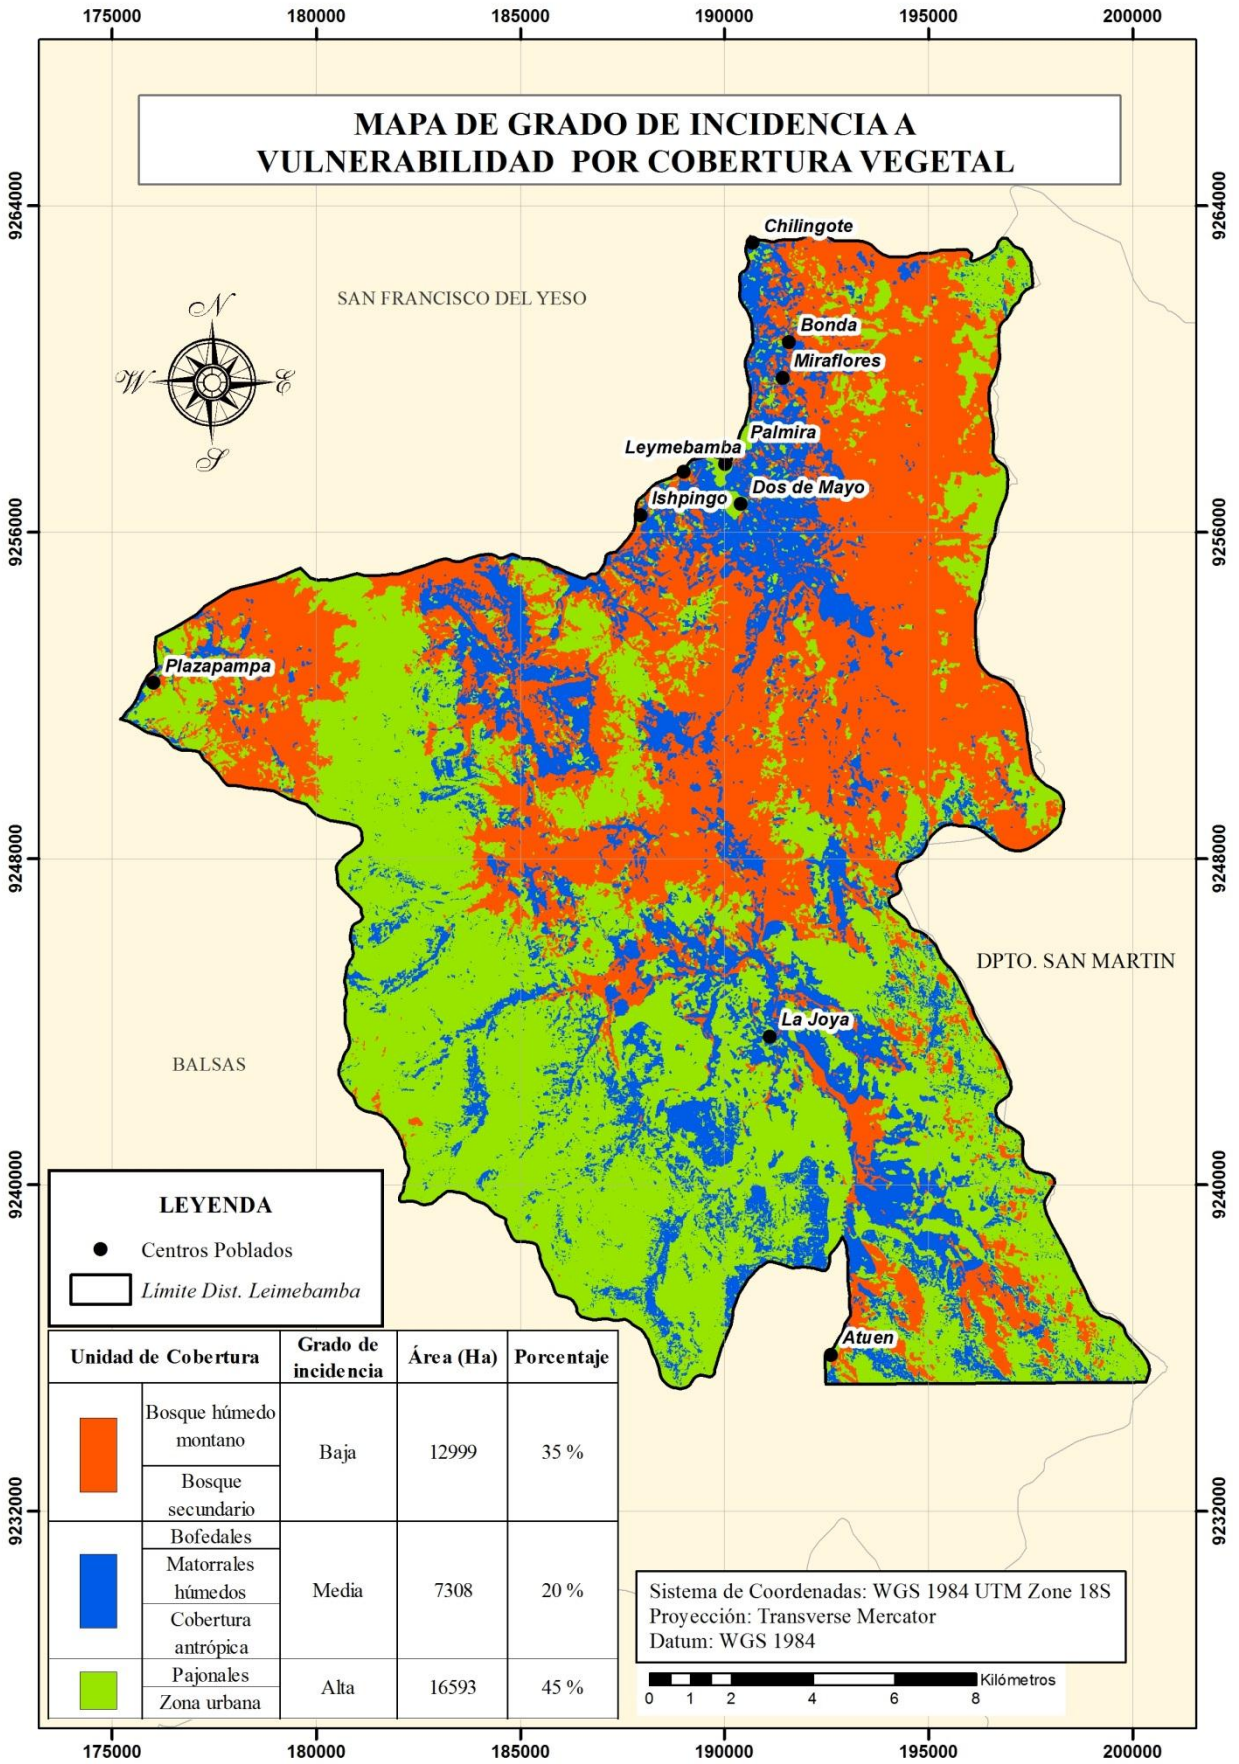 175000 180000 185000 190000 195000 200000
MAPA DE GRADO DE INCIDENCIA A
VULNERABILIDAD POR COBERTURA VEGETAL
9264000
9264000
Chilingote
SAN FRANCISCO DEL YESO
N
W
E
S
Bonda
Miraflores
Palmira
Leymebamba
Ishpingo
Dos de Mayo
9256000
9256000
Plazapampa
9248000
9248000
DPTO. SAN MARTIN
La Joya
BALSAS
9240000
9240000
LEYENDA
Centros Poblados
Límite Dist. Leimebamba
Atuen
Unidad de Cobertura
Grado de
incidencia
Área (Ha)
Porcentaje
Bosque húmedo
montano
Bosque
secundario
Baja
12999
35 %
Bofedales
Matorrales
húmedos
Cobertura
antrópica
Media
7308
20 %
Pajonales
Zona urbana
Alta
16593
45 %
9232000
9232000
Sistema de Coordenadas: WGS 1984 UTM Zone 18S
Proyección: Transverse Mercator
Datum: WGS 1984
Kilómetros
0 1 2 4 6 8
175000 180000 185000 190000 195000 200000